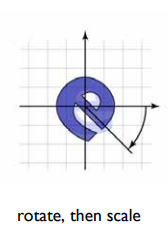 e
rotate, then scale